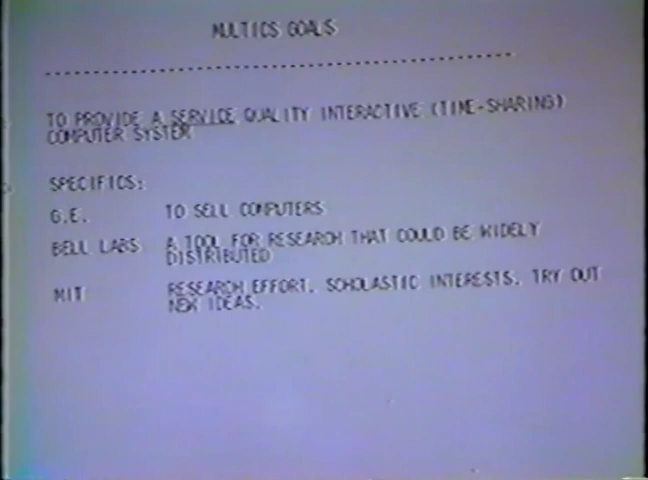 MULTICS GOALS
TO PROVIDE A SERVICE QUALITY INTERACTIVE (TIME-SHARING)
COMPUTER SYSTEM
SPECIFICS:
G.E. TO SELL COMPUTERS
BELL LABS A TOOL FOR RESEARCH THAT COULD BE WIDELY
DISTRIBUTED
MIT RESEARCH EFFORT. SCHOLASTIC INTERESTS. TRY OUT
NEW IDEAS.